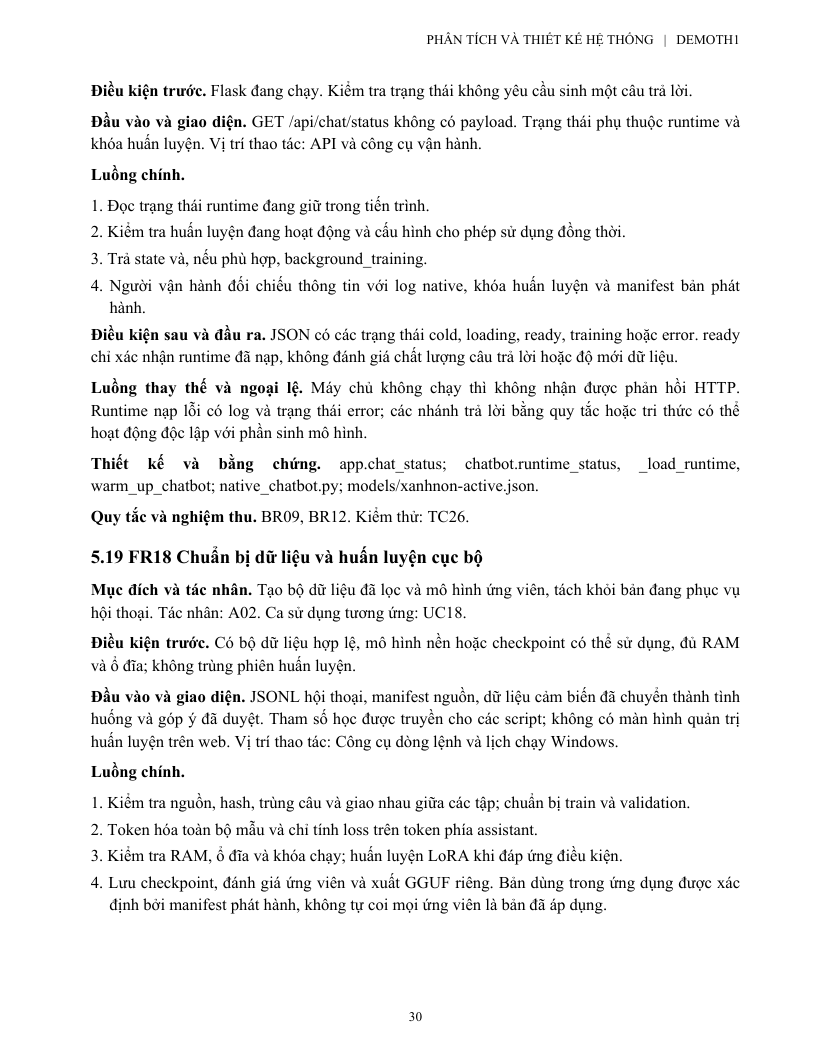 PHÂN TÍCH VÀ THIẾT KẾ HỆ THỐNG | DEMOTH1
Điều kiện trước. Flask đang chạy. Kiểm tra trạng thái không yêu cầu sinh một câu trả lời.
Đầu vào và giao diện. GET /api/chat/status không có payload. Trạng thái phụ thuộc runtime và
khóa huấn luyện. Vị trí thao tác: API và công cụ vận hành.
Luồng chính.
1. Đọc trạng thái runtime đang giữ trong tiến trình.
2. Kiểm tra huấn luyện đang hoạt động và cấu hình cho phép sử dụng đồng thời.
3. Trả state và, nếu phù hợp, background_training.
4. Người vận hành đối chiếu thông tin với log native, khóa huấn luyện và manifest bản phát
hành.
Điều kiện sau và đầu ra. JSON có các trạng thái cold, loading, ready, training hoặc error. ready
chỉ xác nhận runtime đã nạp, không đánh giá chất lượng câu trả lời hoặc độ mới dữ liệu.
Luồng thay thế và ngoại lệ. Máy chủ không chạy thì không nhận được phản hồi HTTP.
Runtime nạp lỗi có log và trạng thái error; các nhánh trả lời bằng quy tắc hoặc tri thức có thể
hoạt động độc lập với phần sinh mô hình.
Thiết kế và bằng chứng. app.chat_status; chatbot.runtime_status, _load_runtime,
warm_up_chatbot; native_chatbot.py; models/xanhnon-active.json.
Quy tắc và nghiệm thu. BR09, BR12. Kiểm thử: TC26.
5.19 FR18 Chuẩn bị dữ liệu và huấn luyện cục bộ
Mục đích và tác nhân. Tạo bộ dữ liệu đã lọc và mô hình ứng viên, tách khỏi bản đang phục vụ
hội thoại. Tác nhân: A02. Ca sử dụng tương ứng: UC18.
Điều kiện trước. Có bộ dữ liệu hợp lệ, mô hình nền hoặc checkpoint có thể sử dụng, đủ RAM
và ổ đĩa; không trùng phiên huấn luyện.
Đầu vào và giao diện. JSONL hội thoại, manifest nguồn, dữ liệu cảm biến đã chuyển thành tình
huống và góp ý đã duyệt. Tham số học được truyền cho các script; không có màn hình quản trị
huấn luyện trên web. Vị trí thao tác: Công cụ dòng lệnh và lịch chạy Windows.
Luồng chính.
1. Kiểm tra nguồn, hash, trùng câu và giao nhau giữa các tập; chuẩn bị train và validation.
2. Token hóa toàn bộ mẫu và chỉ tính loss trên token phía assistant.
3. Kiểm tra RAM, ổ đĩa và khóa chạy; huấn luyện LoRA khi đáp ứng điều kiện.
4. Lưu checkpoint, đánh giá ứng viên và xuất GGUF riêng. Bản dùng trong ứng dụng được xác
định bởi manifest phát hành, không tự coi mọi ứng viên là bản đã áp dụng.
30